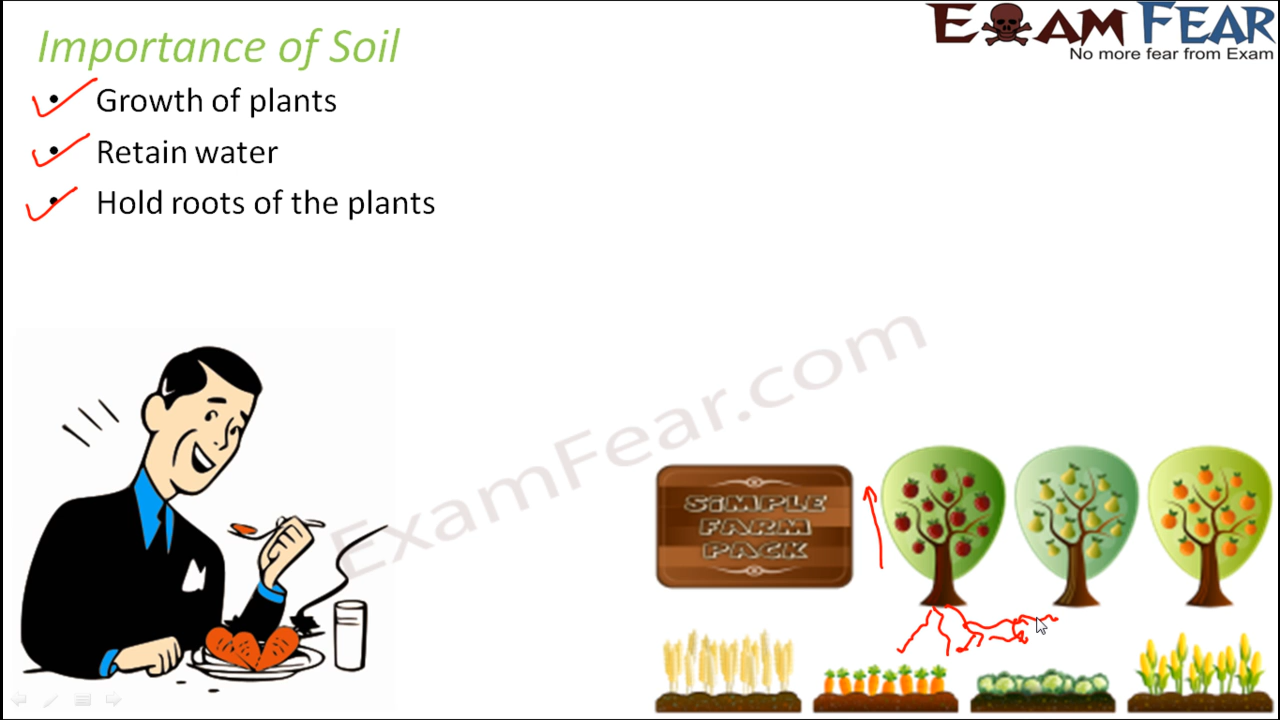 Importance of Soil
EXAM FEAR
No more fear from Exam
• Growth of plants
• Retain water
• Hold roots of the plants
ExamFear.com
SiMPLE
FARM
PACK